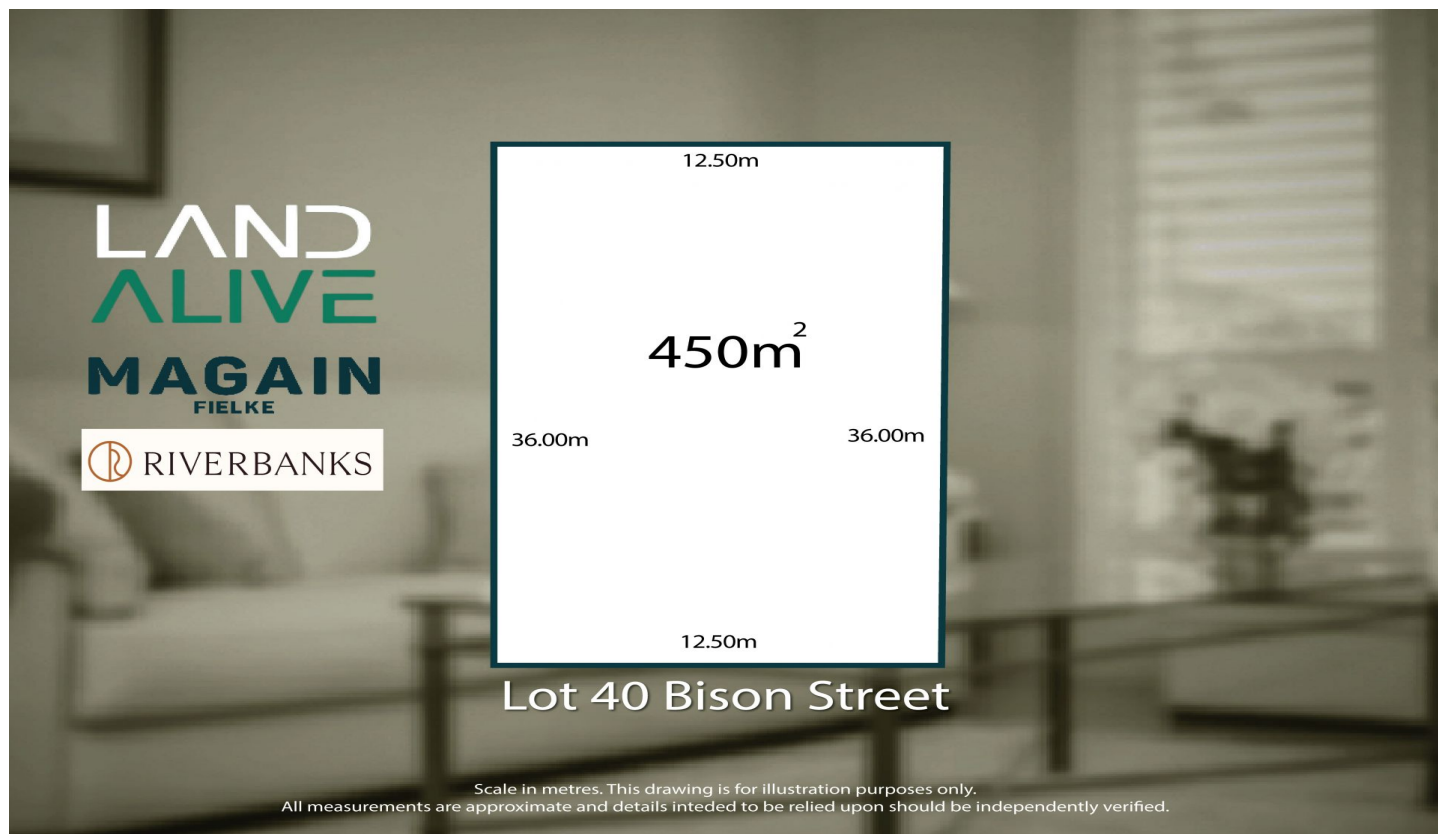 LAND
ALIVE
MAGAIN
FIELKE
RIVERBANKS
12.50m
450m²
36.00m
36.00m
12.50m
Lot 40 Bison Street
Scale in metres. This drawing is for illustration purposes only.
All measurements are approximate and details inteded to be relied upon should be independently verified.